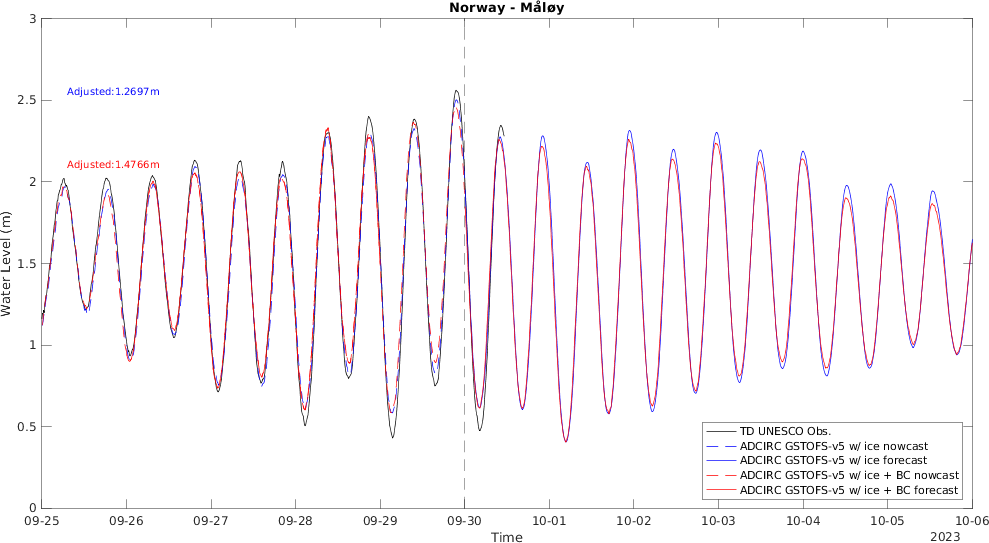 Norway - Måløy
3
2.5
2
1.5
1
0.5
0
Water Level (m)
Adjusted:1.2697m
Adjusted:1.4766m
TD UNESCO Obs.
ADCIRC GSTOFS-v5 w/ ice nowcast
ADCIRC GSTOFS-v5 w/ ice forecast
ADCIRC GSTOFS-v5 w/ ice + BC nowcast
ADCIRC GSTOFS-v5 w/ ice + BC forecast
09-25 09-26 09-27 09-28 09-29 09-30 10-01 10-02 10-03 10-04 10-05 10-06
Time
2023